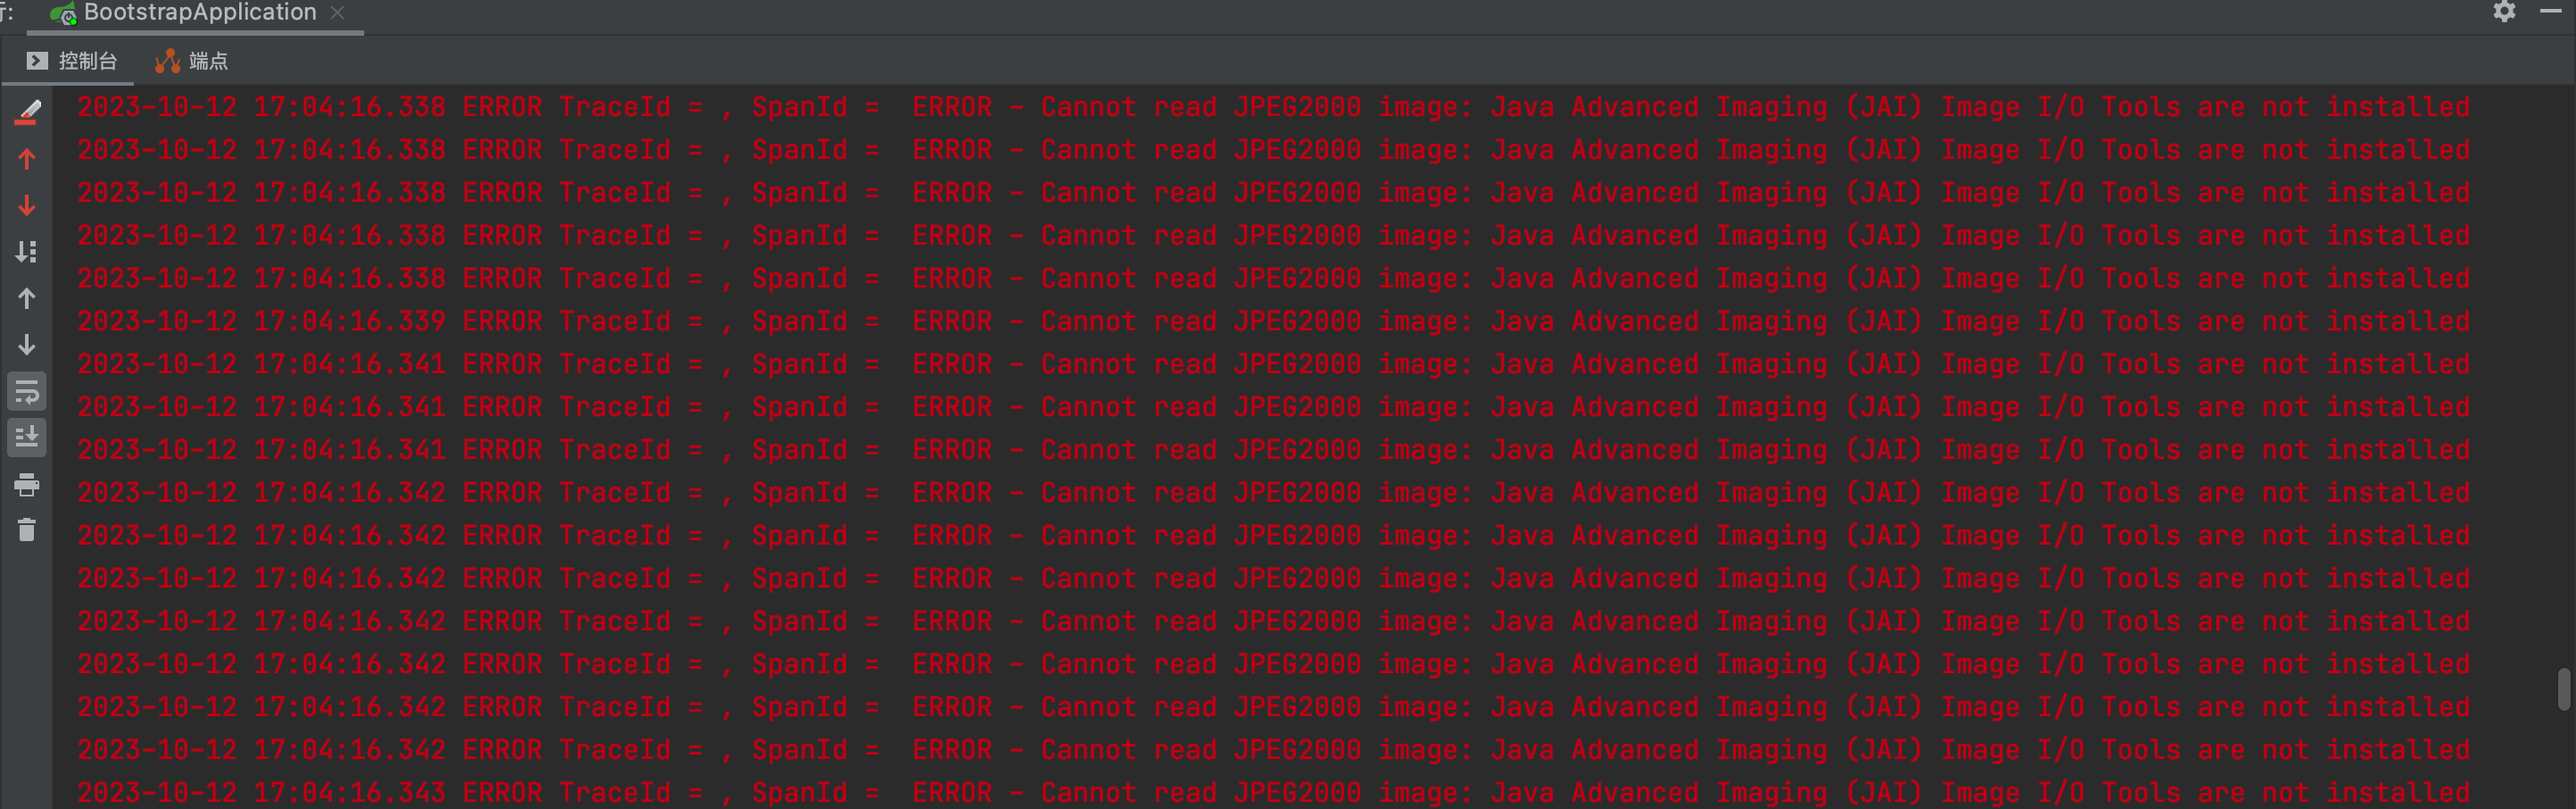 行: BootstrapApplication
控制台 端点
2023-10-12 17:04:16.338 ERROR TraceId = , SpanId =  ERROR - Cannot read JPEG2000 image: Java Advanced Imaging (JAI) Image I/O Tools are not installed
2023-10-12 17:04:16.338 ERROR TraceId = , SpanId =  ERROR - Cannot read JPEG2000 image: Java Advanced Imaging (JAI) Image I/O Tools are not installed
2023-10-12 17:04:16.338 ERROR TraceId = , SpanId =  ERROR - Cannot read JPEG2000 image: Java Advanced Imaging (JAI) Image I/O Tools are not installed
2023-10-12 17:04:16.338 ERROR TraceId = , SpanId =  ERROR - Cannot read JPEG2000 image: Java Advanced Imaging (JAI) Image I/O Tools are not installed
2023-10-12 17:04:16.338 ERROR TraceId = , SpanId =  ERROR - Cannot read JPEG2000 image: Java Advanced Imaging (JAI) Image I/O Tools are not installed
2023-10-12 17:04:16.339 ERROR TraceId = , SpanId =  ERROR - Cannot read JPEG2000 image: Java Advanced Imaging (JAI) Image I/O Tools are not installed
2023-10-12 17:04:16.341 ERROR TraceId = , SpanId =  ERROR - Cannot read JPEG2000 image: Java Advanced Imaging (JAI) Image I/O Tools are not installed
2023-10-12 17:04:16.341 ERROR TraceId = , SpanId =  ERROR - Cannot read JPEG2000 image: Java Advanced Imaging (JAI) Image I/O Tools are not installed
2023-10-12 17:04:16.341 ERROR TraceId = , SpanId =  ERROR - Cannot read JPEG2000 image: Java Advanced Imaging (JAI) Image I/O Tools are not installed
2023-10-12 17:04:16.342 ERROR TraceId = , SpanId =  ERROR - Cannot read JPEG2000 image: Java Advanced Imaging (JAI) Image I/O Tools are not installed
2023-10-12 17:04:16.342 ERROR TraceId = , SpanId =  ERROR - Cannot read JPEG2000 image: Java Advanced Imaging (JAI) Image I/O Tools are not installed
2023-10-12 17:04:16.342 ERROR TraceId = , SpanId =  ERROR - Cannot read JPEG2000 image: Java Advanced Imaging (JAI) Image I/O Tools are not installed
2023-10-12 17:04:16.342 ERROR TraceId = , SpanId =  ERROR - Cannot read JPEG2000 image: Java Advanced Imaging (JAI) Image I/O Tools are not installed
2023-10-12 17:04:16.342 ERROR TraceId = , SpanId =  ERROR - Cannot read JPEG2000 image: Java Advanced Imaging (JAI) Image I/O Tools are not installed
2023-10-12 17:04:16.342 ERROR TraceId = , SpanId =  ERROR - Cannot read JPEG2000 image: Java Advanced Imaging (JAI) Image I/O Tools are not installed
2023-10-12 17:04:16.342 ERROR TraceId = , SpanId =  ERROR - Cannot read JPEG2000 image: Java Advanced Imaging (JAI) Image I/O Tools are not installed
2023-10-12 17:04:16.343 ERROR TraceId = , SpanId =  ERROR - Cannot read JPEG2000 image: Java Advanced Imaging (JAI) Image I/O Tools are not installed